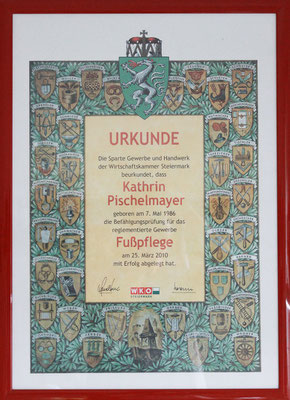 URKUNDE
Die Sparte Gewerbe und Handwerk
der Wirtschaftskammer Steiermark
beurkundet, dass
Kathrin
Pischelmayer
geboren am 7. Mai 1986
die Befähigungsprüfung für das
reglementierte Gewerbe
Fußpflege
am 25. März 2010
mit Erfolg abgelegt hat.
WKO
STEIERMARK